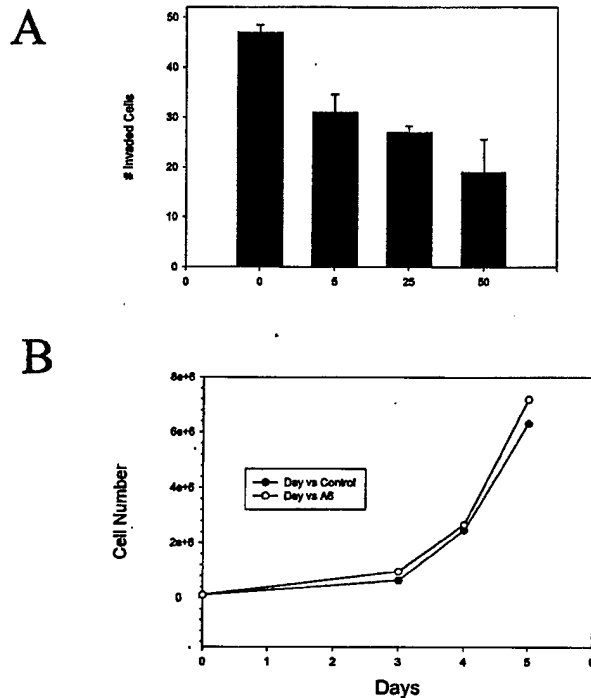 A
50
40
30
20
10
0
# Invaded Cells
0 0 5 25 50
B
8e+6
6e+6
4e+6
2e+6
0
Cell Number
Day vs Control
Day vs A6
0 1 2 3 4 5 6
Days